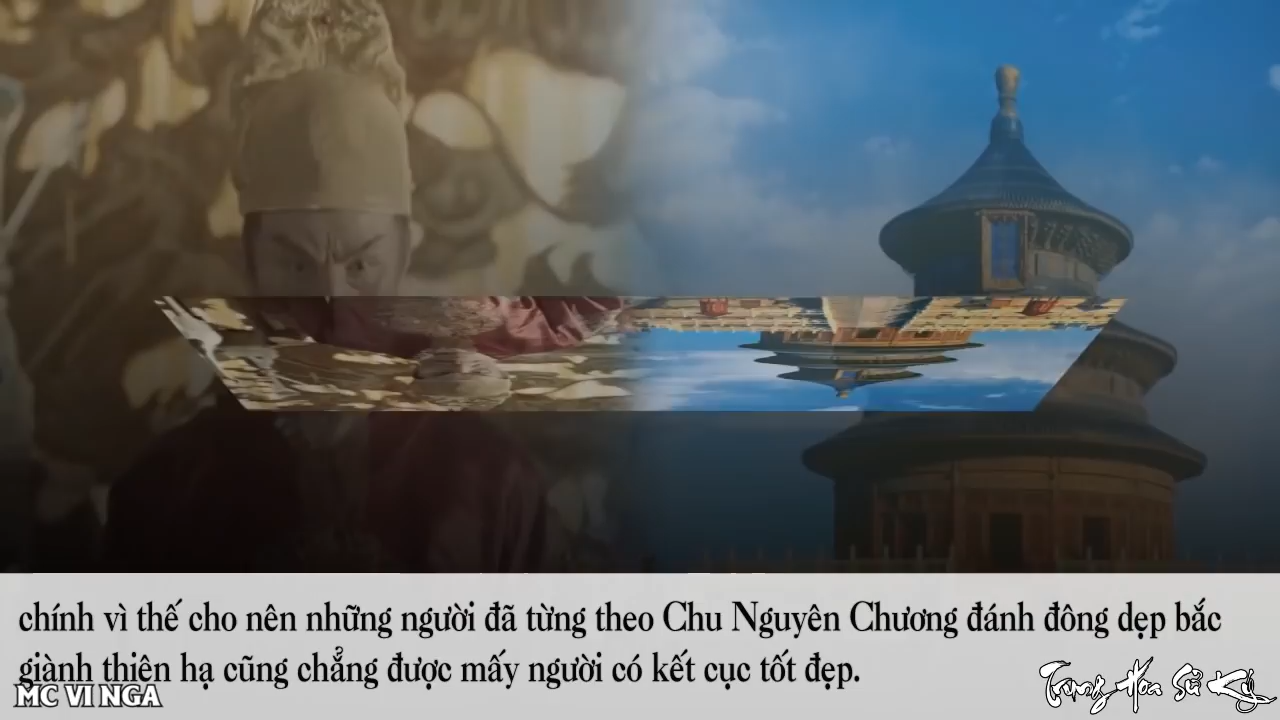 chính vì thế cho nên những người đã từng theo Chu Nguyên Chương đánh đông dẹp bắc
giành thiên hạ cũng chẳng được mấy người có kết cục tốt đẹp.
MC VI NGA
Trung Hoa Sử Ký